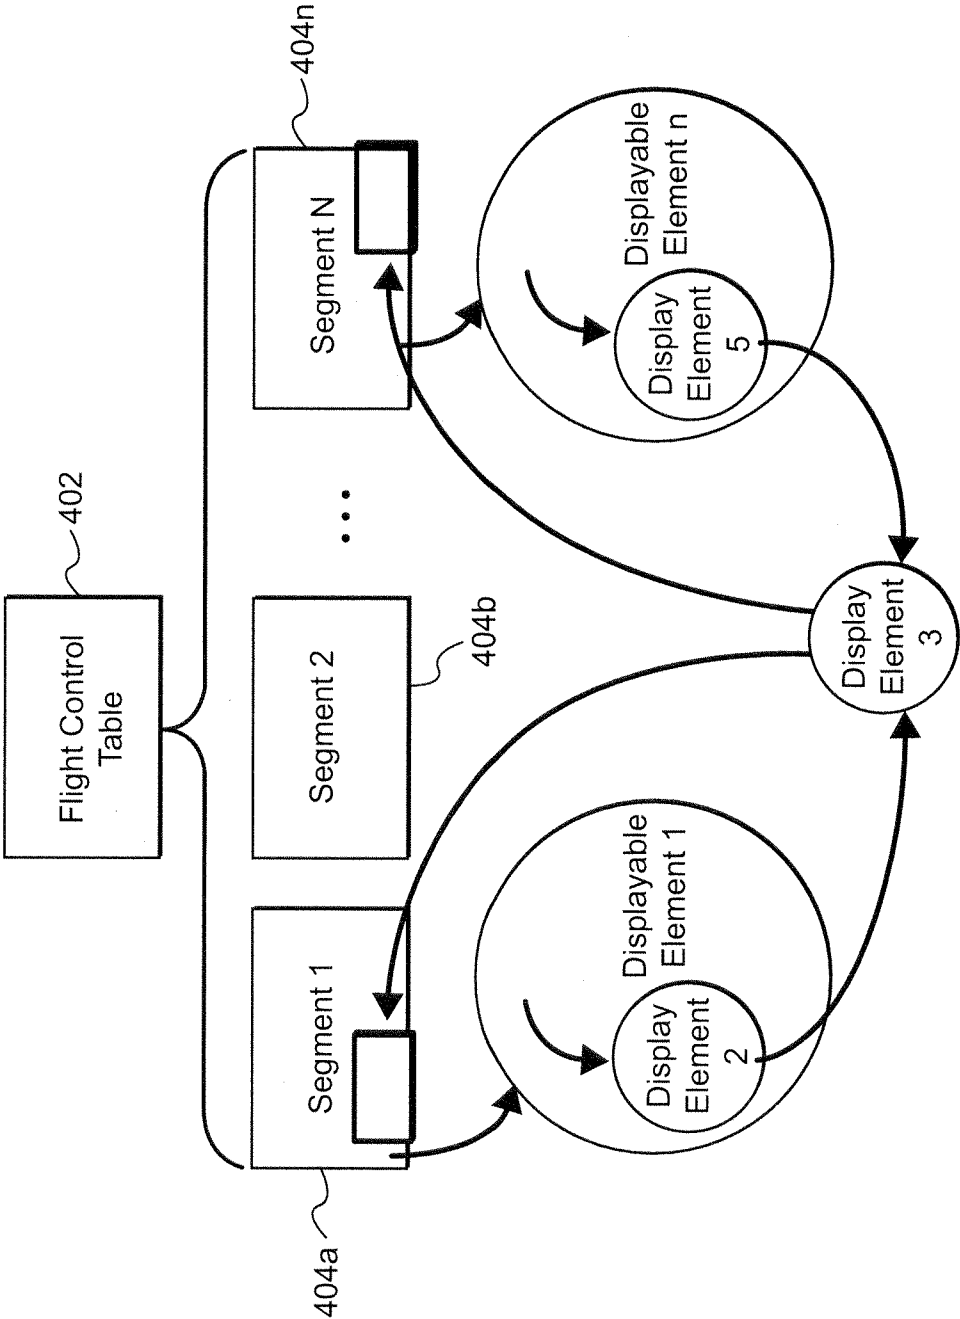 Flight Control
Table
402
404a
Segment 1
Segment 2
404b
...
Segment N
404n
Displayable
Element 1
Display
Element
2
Displayable
Element n
Display
Element
5
Display
Element
3